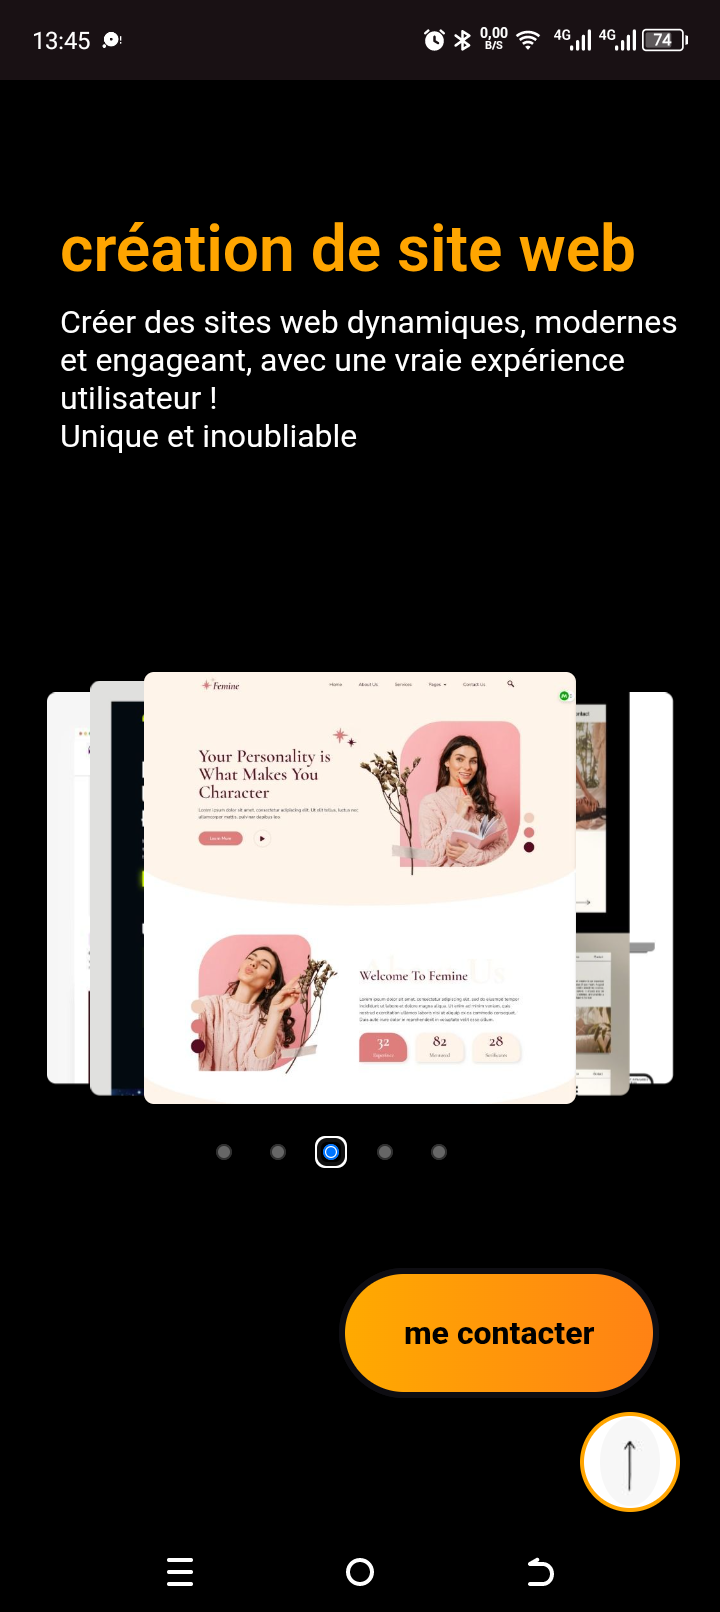 13:45
0,00
B/S
4G
4G
74
création de site web
Créer des sites web dynamiques, modernes
et engageant, avec une vraie expérience
utilisateur !
Unique et inoubliable
Femine
Home About Us Services Pages Contact Us
Your Personality is
What Makes You
Character
Learn More
Welcome To Femine
32 82 28
me contacter